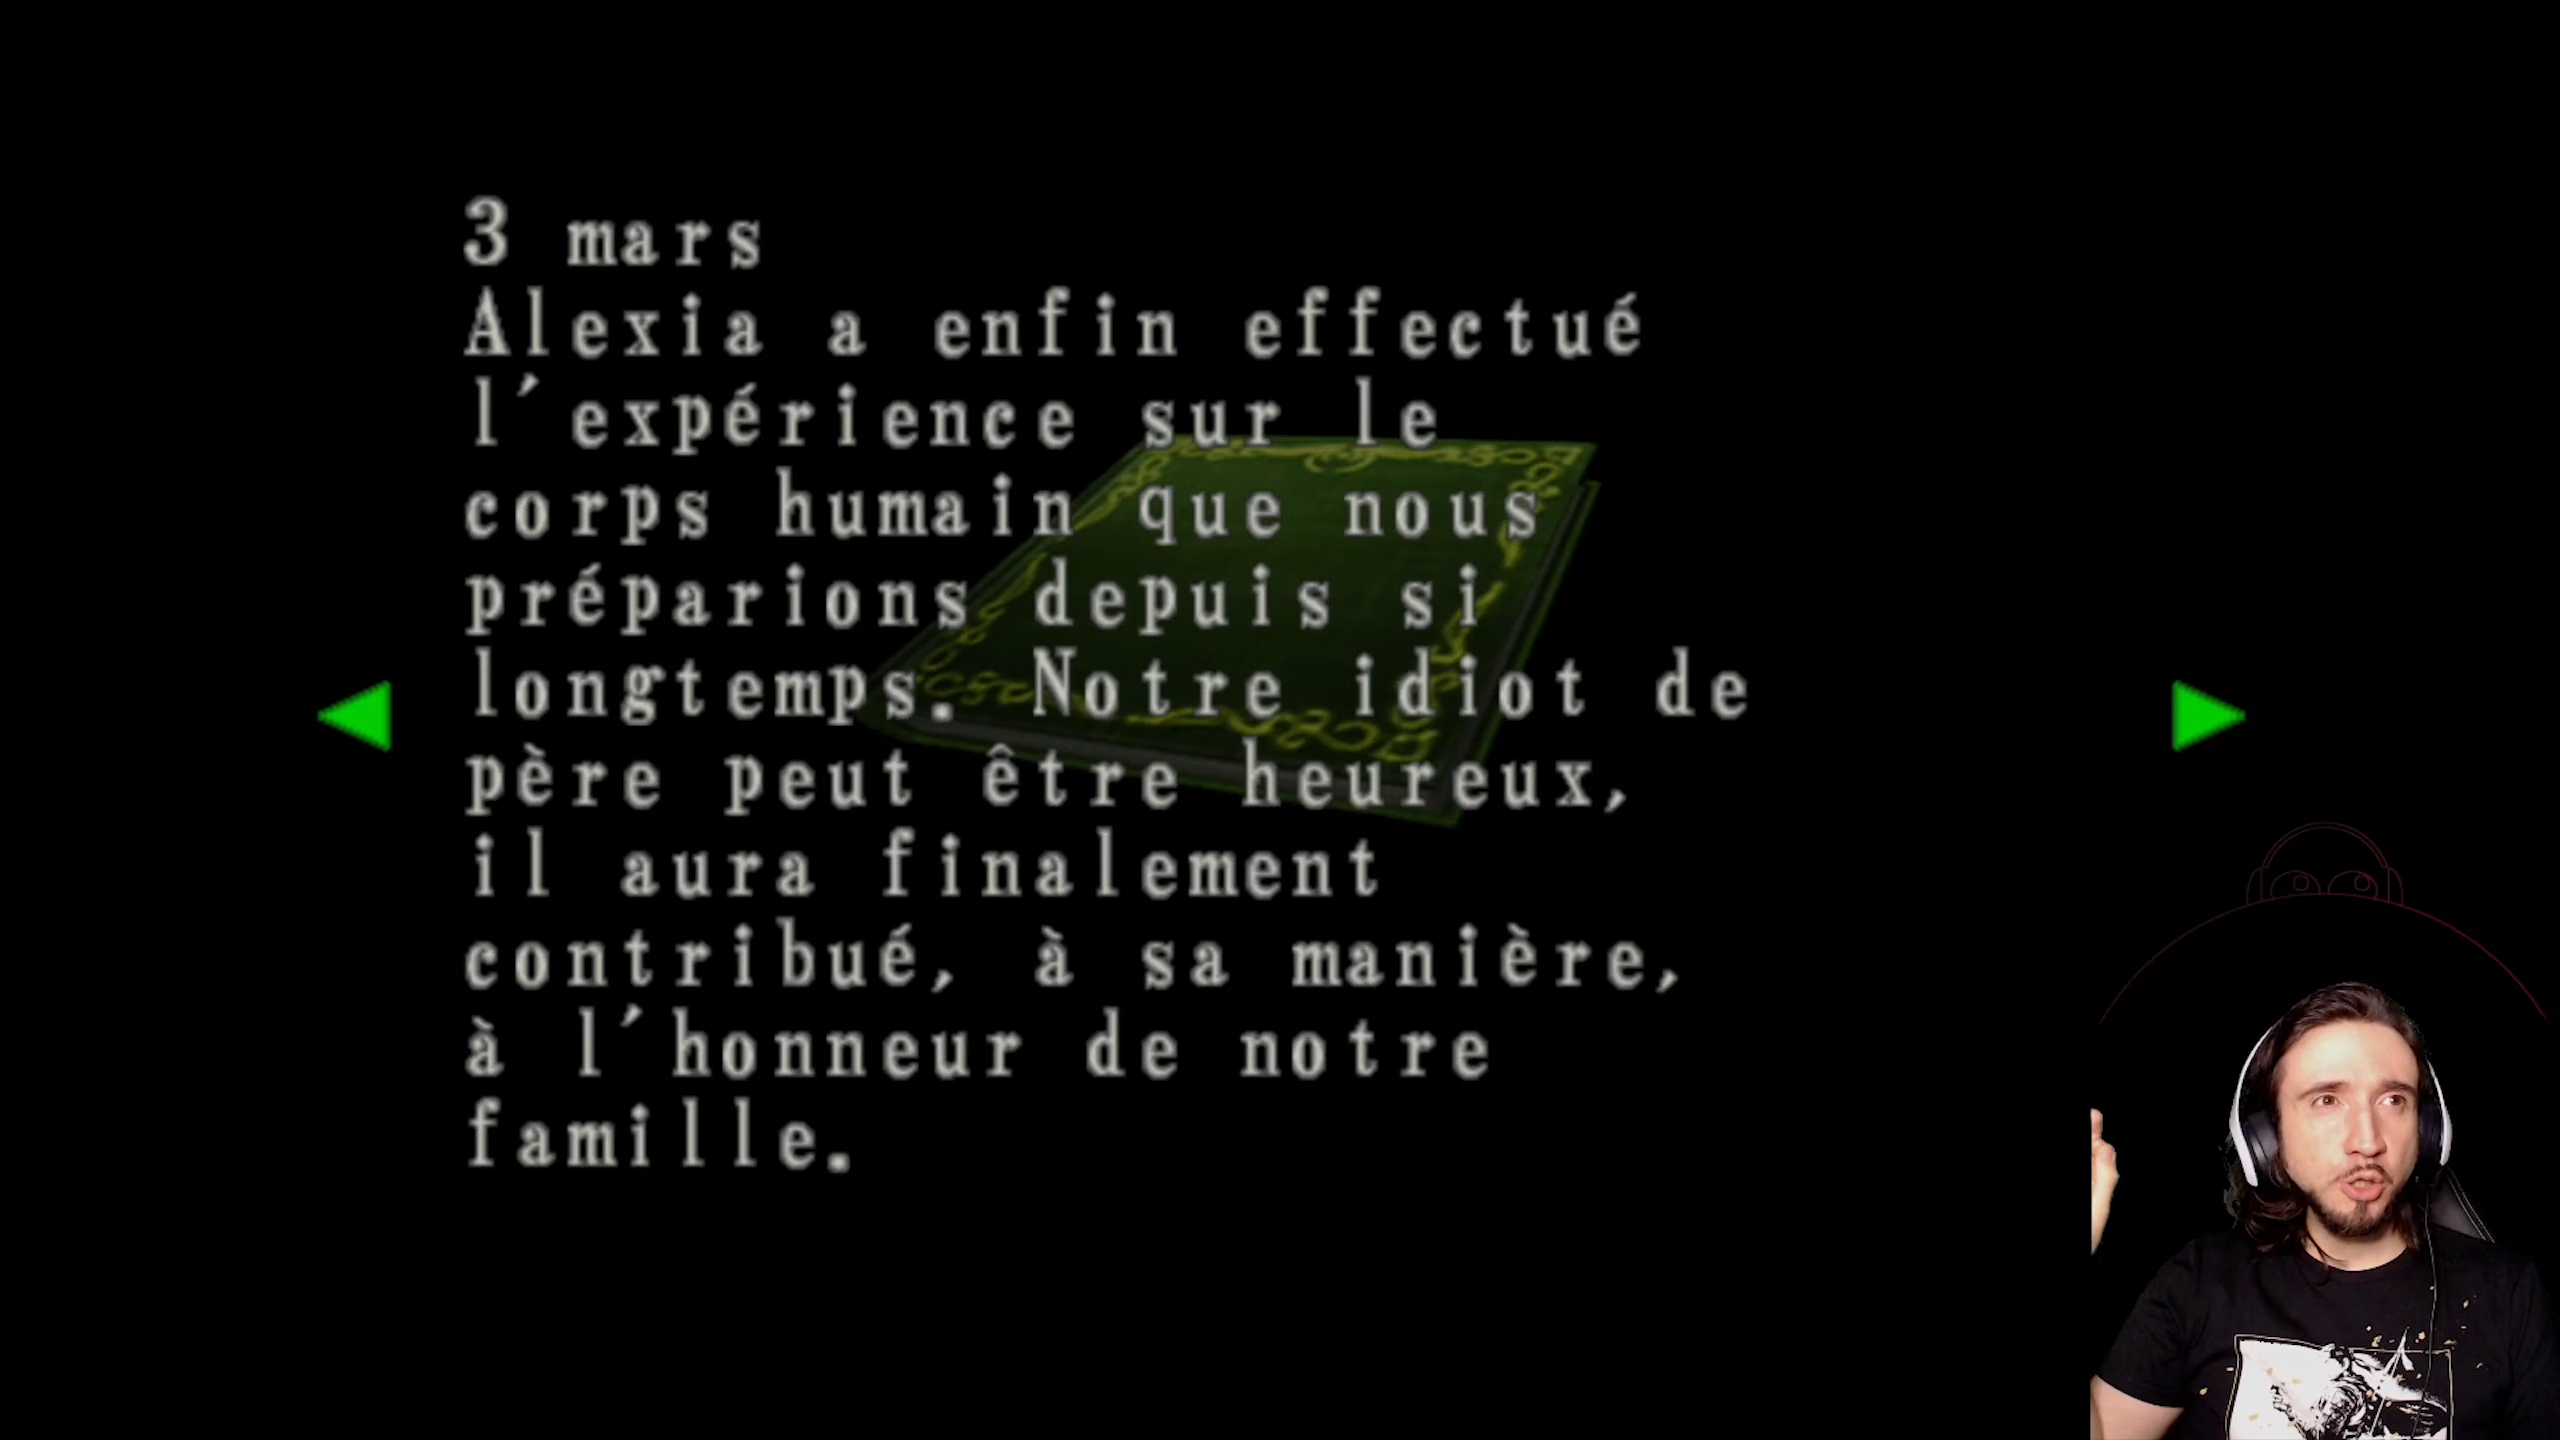 3 mars
Alexia a enfin effectué
l'expérience sur le
corps humain que nous
préparions depuis si
longtemps. Notre idiot de
père peut être heureux,
il aura finalement
contribué, à sa manière,
à l'honneur de notre
famille.